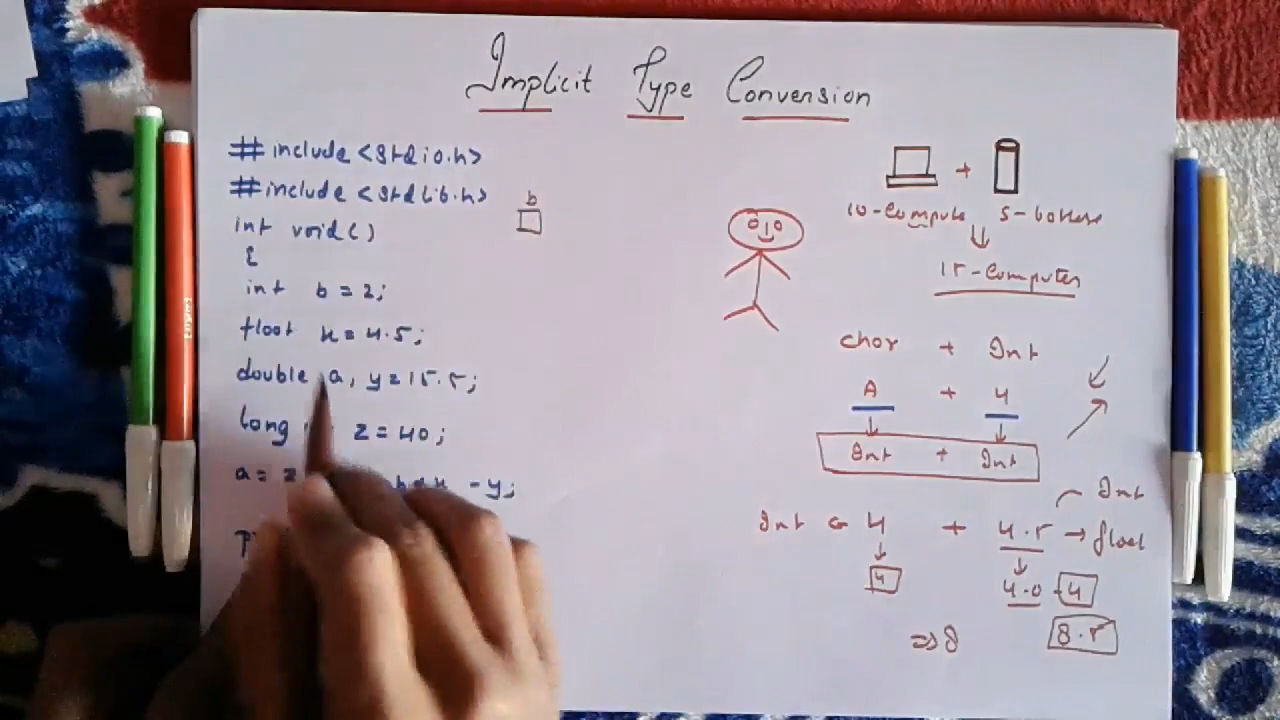 Implicit Type Conversion
#include <stdio.h>
#include <stdlib.h>
int void()
{
int b = 2;
float x = 4.5;
double a, y = 15.5;
long z = 40;
a = z - y;
b
+
10-Compute 5-bottese
15-Computer
char + Int
A + 4
Int + Int
Int
Int 4 + 4.5 → float
4 4.0 4
⇒ 8 8.5